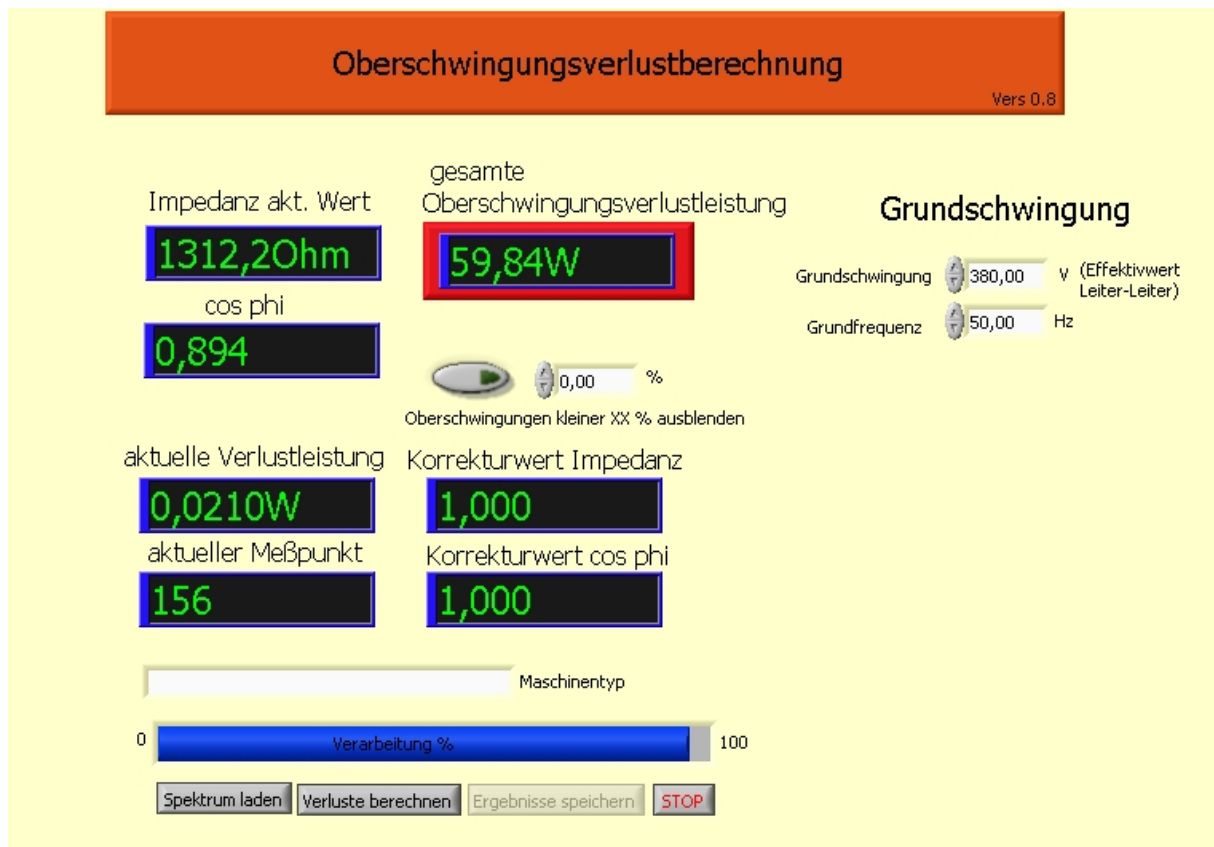 Oberschwingungsverlustberechnung
Vers 0.8
Impedanz akt. Wert
1312,2Ohm
cos phi
0,894
gesamte
Oberschwingungsverlustleistung
59,84W
Grundschwingung
Grundschwingung 380,00 V (Effektivwert
Leiter-Leiter)
Grundfrequenz 50,00 Hz
0,00 %
Oberschwingungen kleiner XX % ausblenden
aktuelle Verlustleistung
0,0210W
aktueller Meßpunkt
156
Korrekturwert Impedanz
1,000
Korrekturwert cos phi
1,000
Maschinentyp
0 Verarbeitung % 100
Spektrum laden Verluste berechnen Ergebnisse speichern STOP